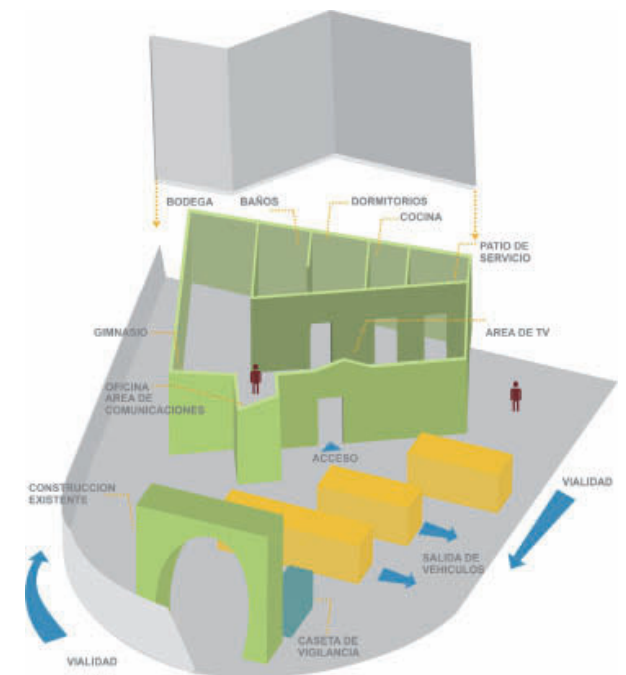 BODEGA
BAÑOS
DORMITORIOS
COCINA
PATIO DE
SERVICIO
GIMNASIO
AREA DE TV
OFICINA
AREA DE
COMUNICACIONES
ACCESO
CONSTRUCCION
EXISTENTE
VIALIDAD
SALIDA DE
VEHICULOS
CASETA DE
VIGILANCIA
VIALIDAD